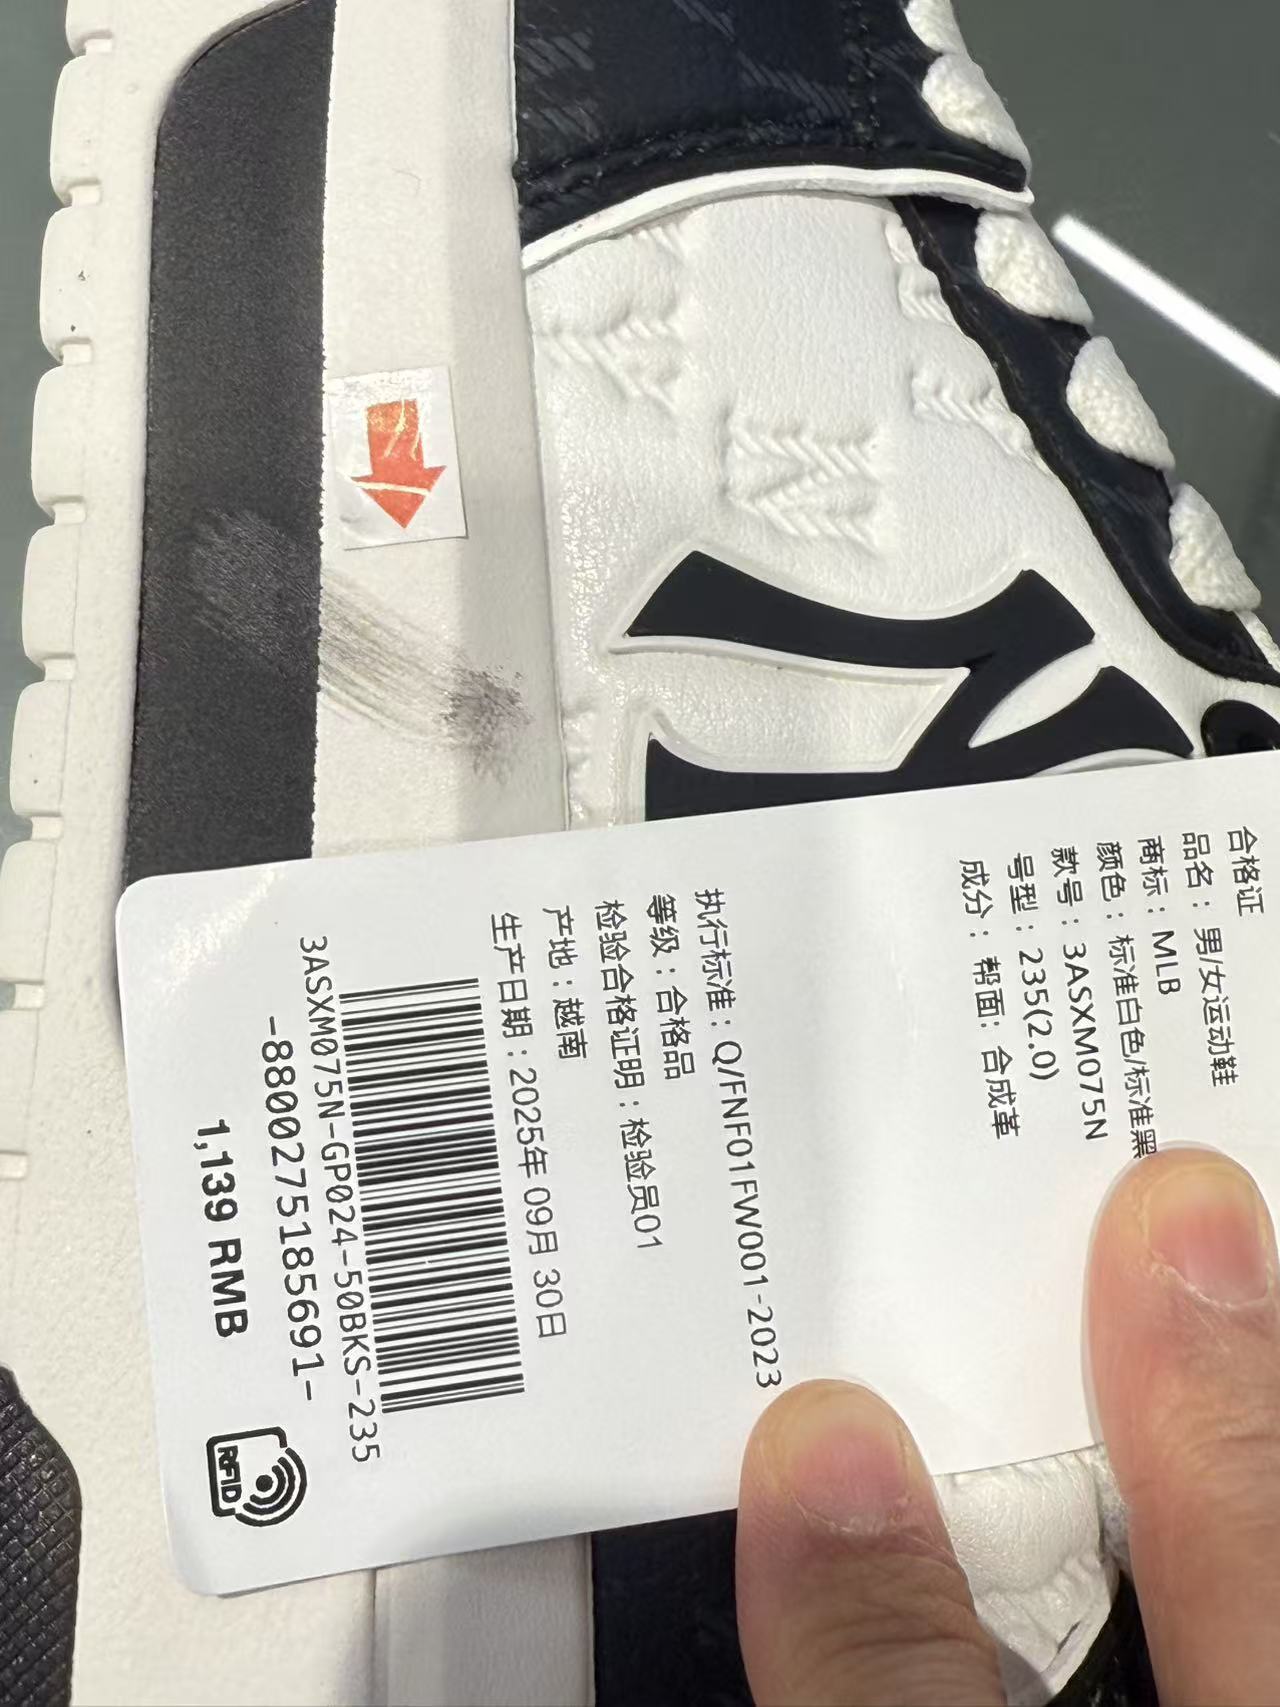 合格证
品名：男/女运动鞋
商标：MLB
颜色：标准白色/标准黑
款号：3ASXM075N
号型：235(2.0)
成分：帮面：合成革
执行标准：Q/FNF01FW001-2023
等级：合格品
检验合格证明：检验员01
产地：越南
生产日期：2025年 09月 30日
3ASXM075N-GP024-50BKS-235
-8800275185691-
1,139 RMB
RFID